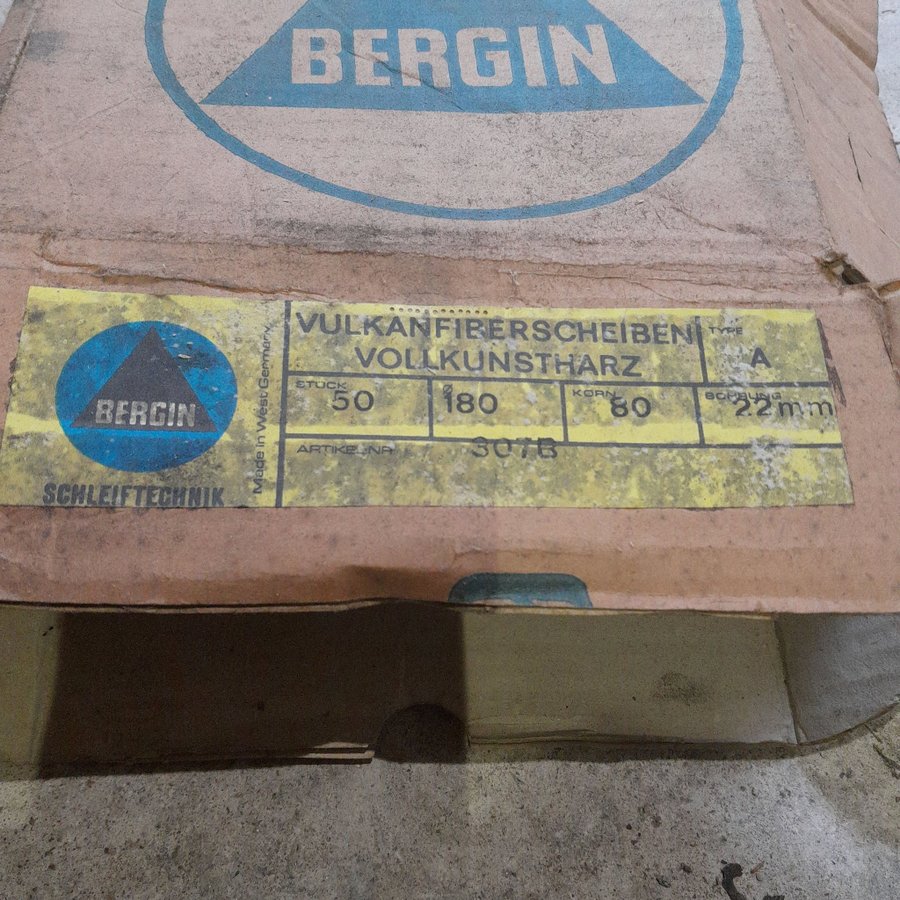 BERGIN
BERGIN
SCHLEIFTECHNIK
Made in West Germany
VULKANFIBERSCHEIBEN
VOLLKUNSTHARZ
TYPE
A
STÜCK
50
Ø
180
KORN
80
BOHRUNG
22mm
ARTIKEL-NR.
307B